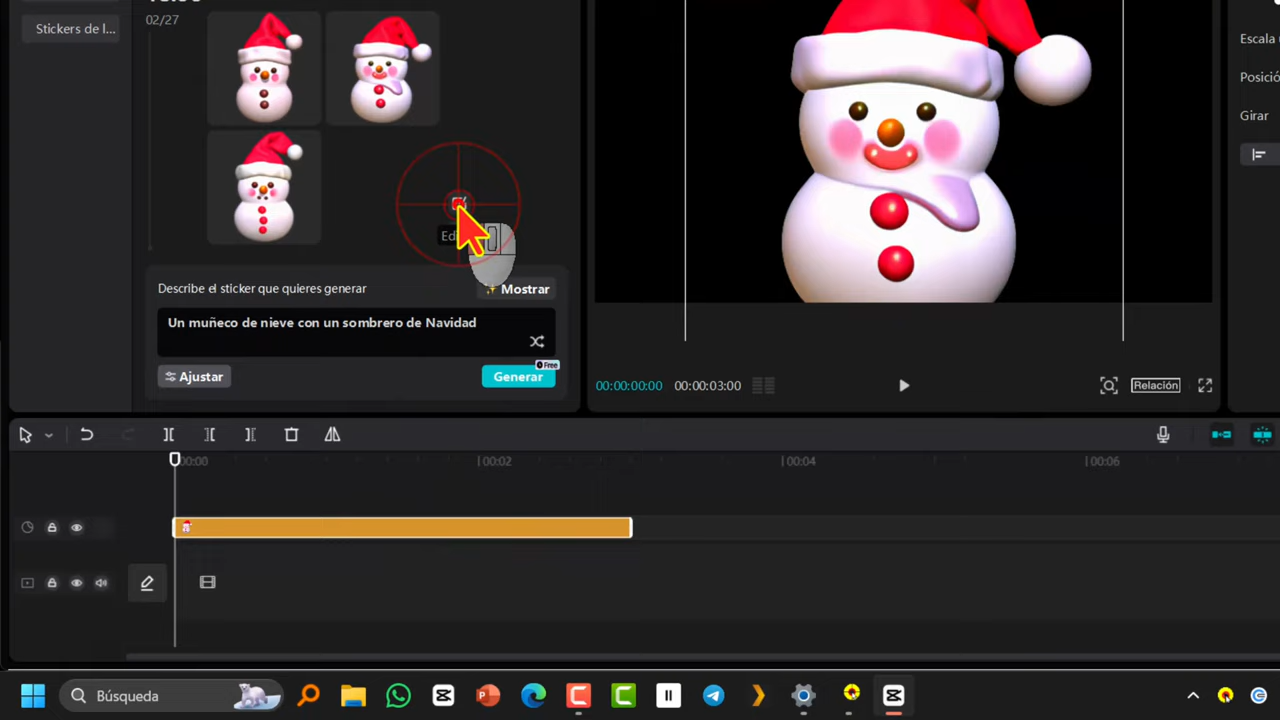 02/27
Stickers de l...
Escala
Posició
Girar
Edi
Describe el sticker que quieres generar
Mostrar
Un muñeco de nieve con un sombrero de Navidad
Free
Ajustar
Generar
00:00:00:00
00:00:03:00
Relación
00:00
00:02
00:04
00:06
Búsqueda